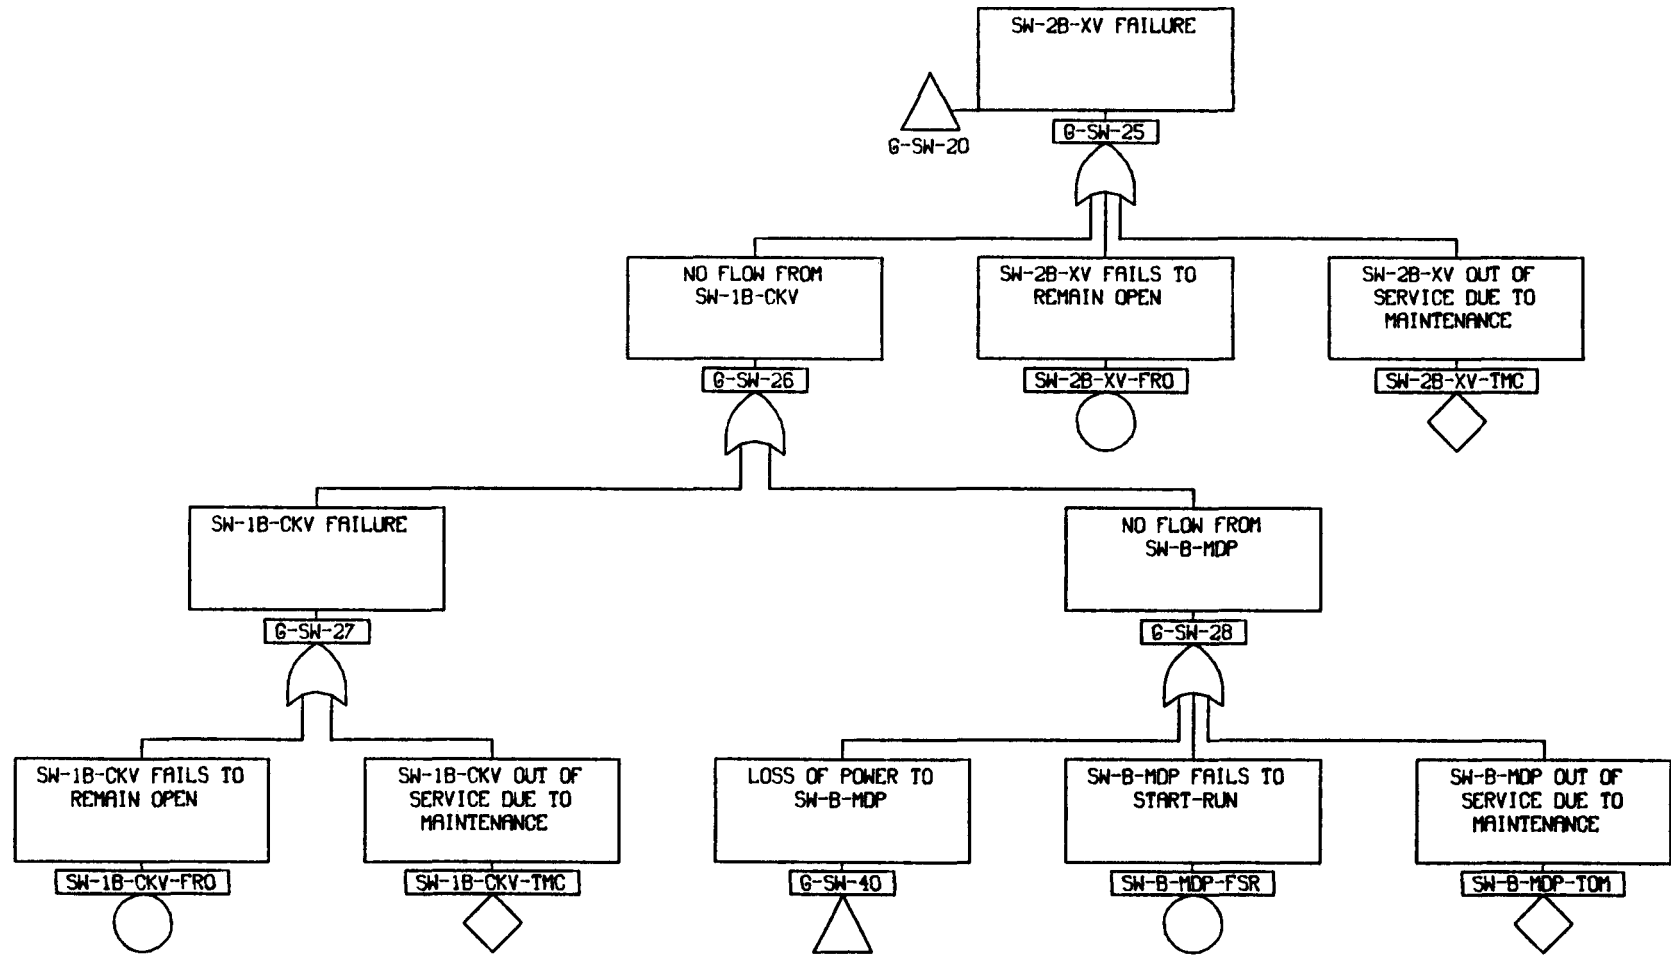 SW-2B-XV FAILURE
G-SW-20
G-SW-25
NO FLOW FROM
SW-1B-CKV
SW-2B-XV FAILS TO
REMAIN OPEN
SW-2B-XV OUT OF
SERVICE DUE TO
MAINTENANCE
G-SW-26
SW-2B-XV-FRO
SW-2B-XV-TMC
SW-1B-CKV FAILURE
NO FLOW FROM
SW-B-MDP
G-SW-27
G-SW-28
SW-1B-CKV FAILS TO
REMAIN OPEN
SW-1B-CKV OUT OF
SERVICE DUE TO
MAINTENANCE
LOSS OF POWER TO
SW-B-MDP
SW-B-MDP FAILS TO
START-RUN
SW-B-MDP OUT OF
SERVICE DUE TO
MAINTENANCE
SW-1B-CKV-FRO
SW-1B-CKV-TMC
G-SW-40
SW-B-MDP-FSR
SW-B-MDP-TOM